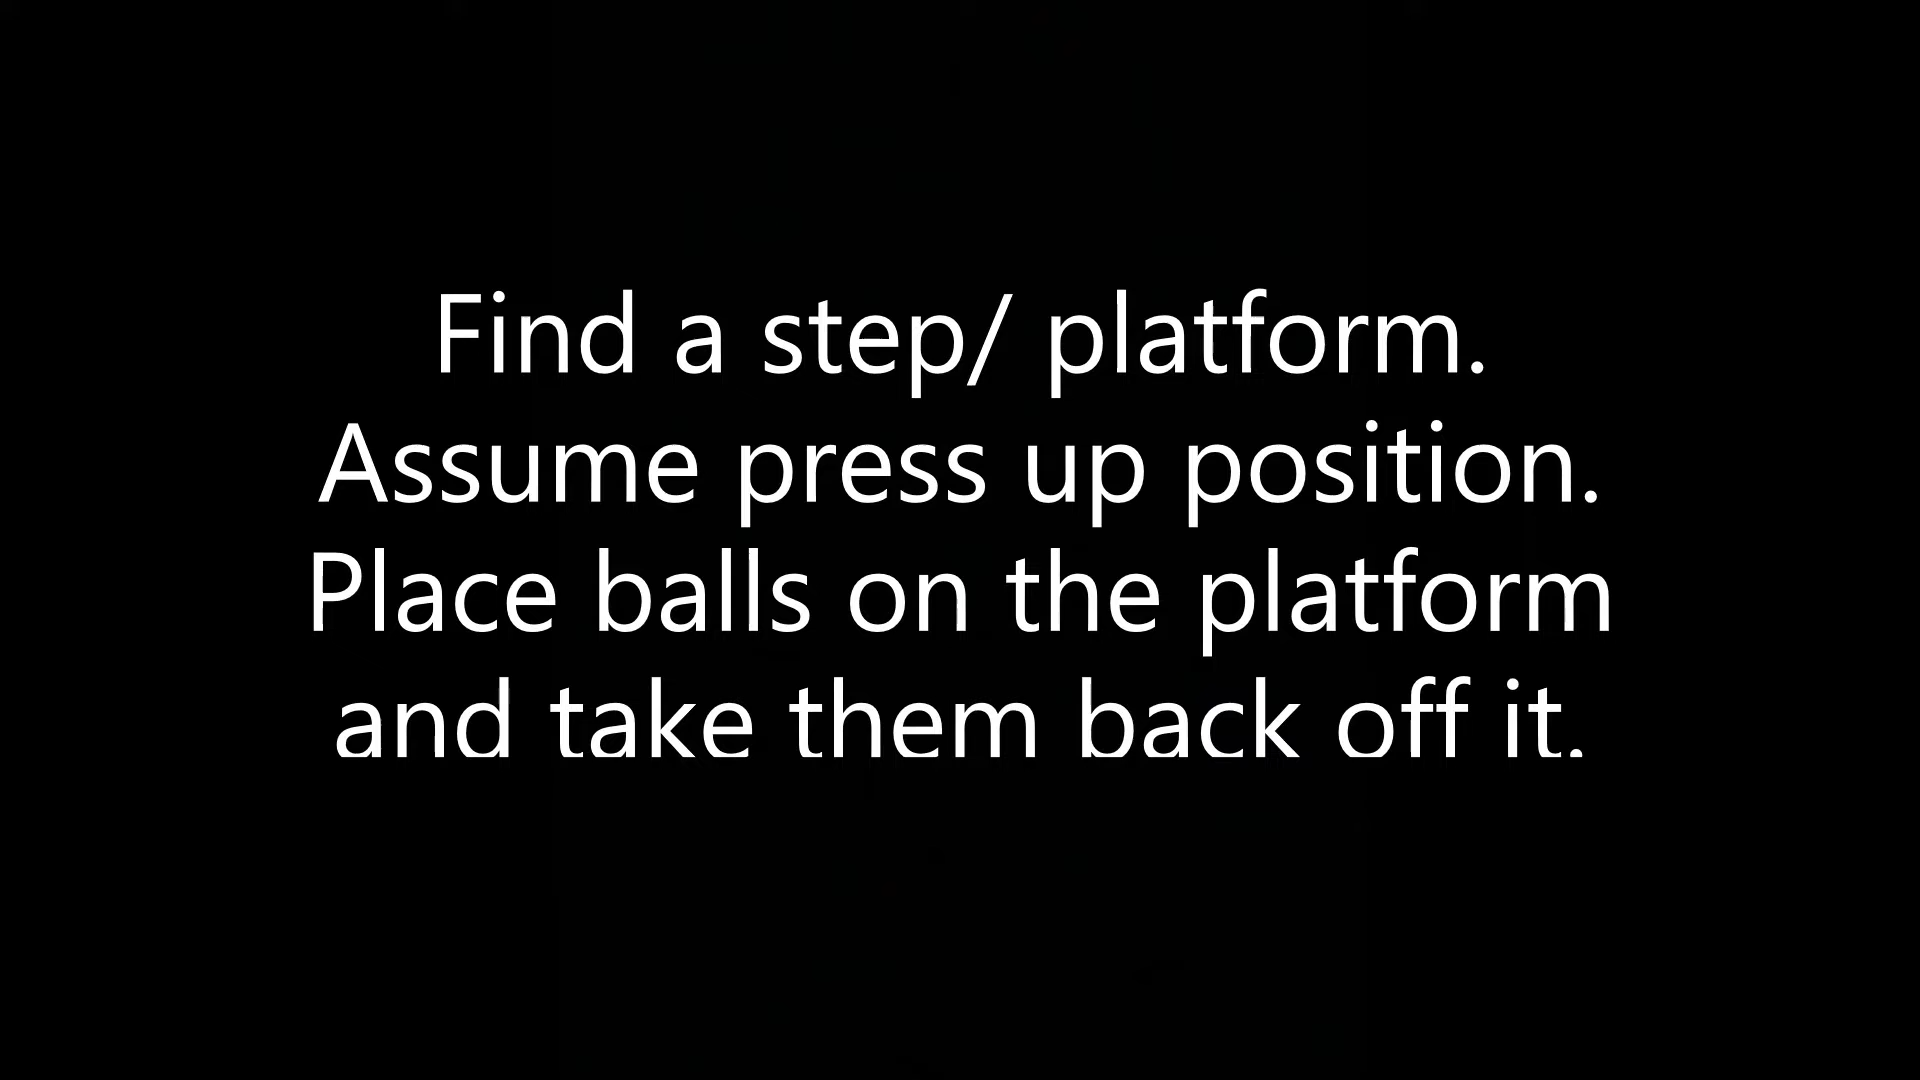 Find a step/ platform.
Assume press up position.
Place balls on the platform
and take them back off it.